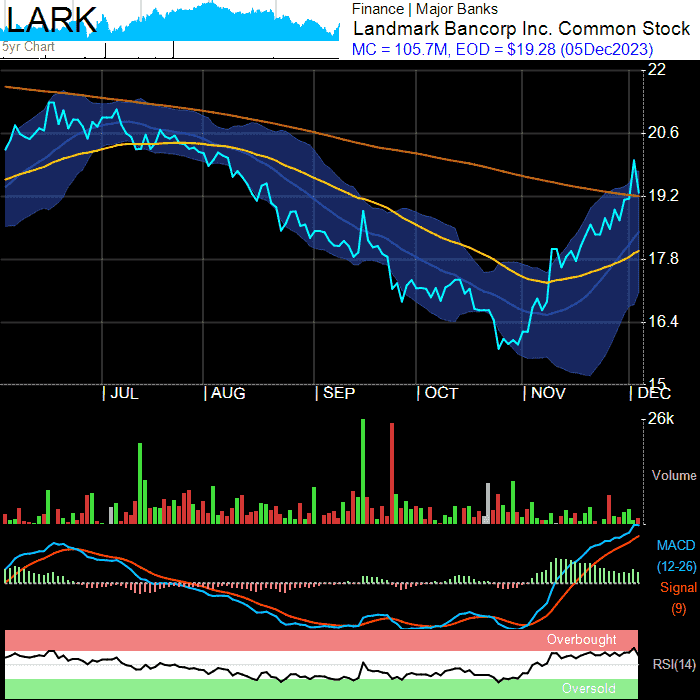 LARK
Finance | Major Banks
Landmark Bancorp Inc. Common Stock
5yr Chart
MC = 105.7M, EOD = $19.28 (05Dec2023)
22
20.6
19.2
17.8
16.4
15
JUL AUG SEP OCT NOV DEC
26k
Volume
MACD
(12-26)
Signal
(9)
Overbought
RSI(14)
Oversold